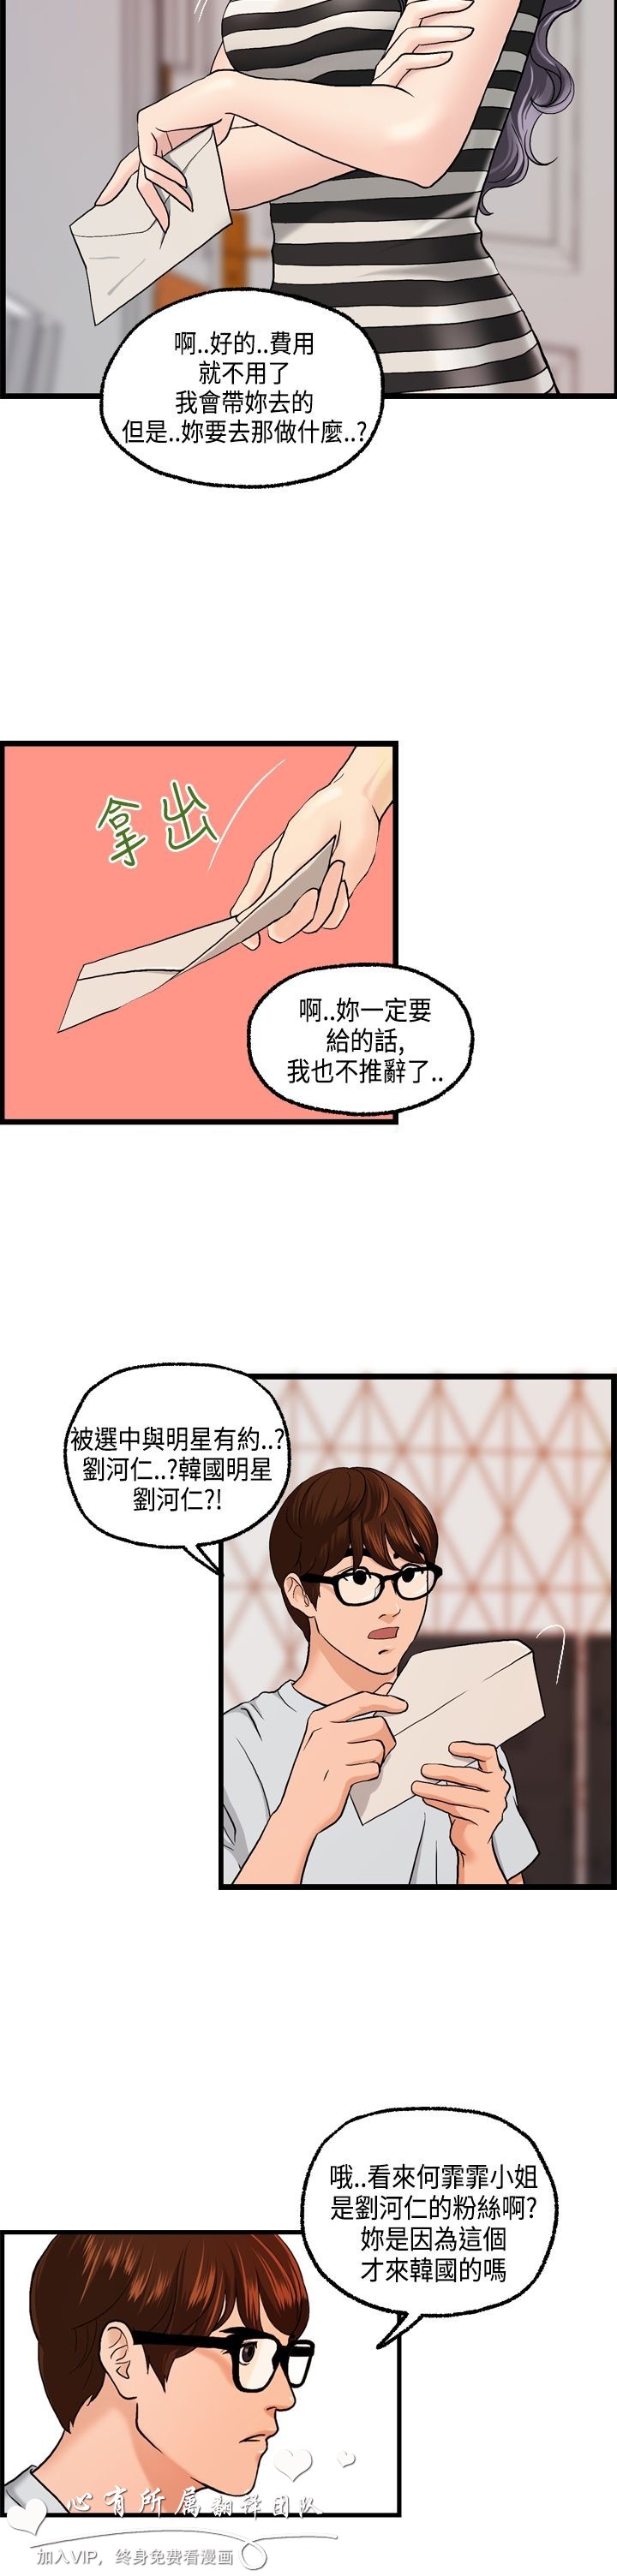 啊..好的..費用
就不用了
我會帶妳去的
但是..妳要去那做什麼..?
拿出
啊..妳一定要
給的話,
我也不推辭了..
被選中與明星有約..?
劉河仁..?韓國明星
劉河仁?!
哦..看來何霏霏小姐
是劉河仁的粉絲啊?
妳是因為這個
才來韓國的嗎
心有所属翻译团队
加入VIP，终身免费看漫画